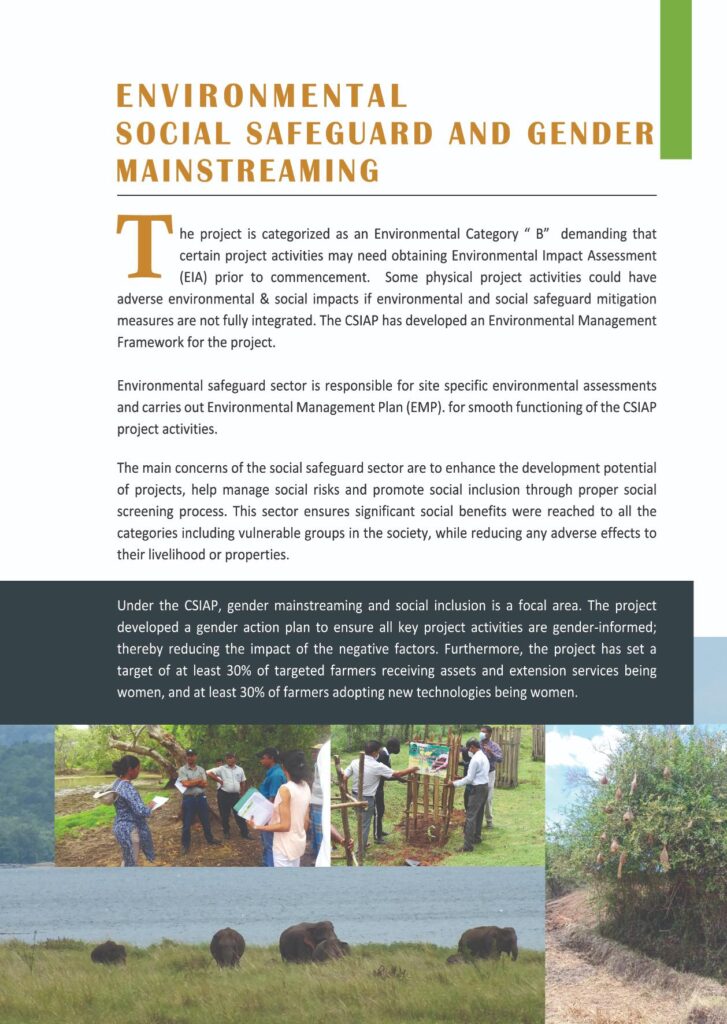 ENVIRONMENTAL
SOCIAL SAFEGUARD AND GENDER
MAINSTREAMING
The project is categorized as an Environmental Category “ B” demanding that
certain project activities may need obtaining Environmental Impact Assessment
(EIA) prior to commencement. Some physical project activities could have
adverse environmental & social impacts if environmental and social safeguard mitigation
measures are not fully integrated. The CSIAP has developed an Environmental Management
Framework for the project.
Environmental safeguard sector is responsible for site specific environmental assessments
and carries out Environmental Management Plan (EMP). for smooth functioning of the CSIAP
project activities.
The main concerns of the social safeguard sector are to enhance the development potential
of projects, help manage social risks and promote social inclusion through proper social
screening process. This sector ensures significant social benefits were reached to all the
categories including vulnerable groups in the society, while reducing any adverse effects to
their livelihood or properties.
Under the CSIAP, gender mainstreaming and social inclusion is a focal area. The project
developed a gender action plan to ensure all key project activities are gender-informed;
thereby reducing the impact of the negative factors. Furthermore, the project has set a
target of at least 30% of targeted farmers receiving assets and extension services being
women, and at least 30% of farmers adopting new technologies being women.